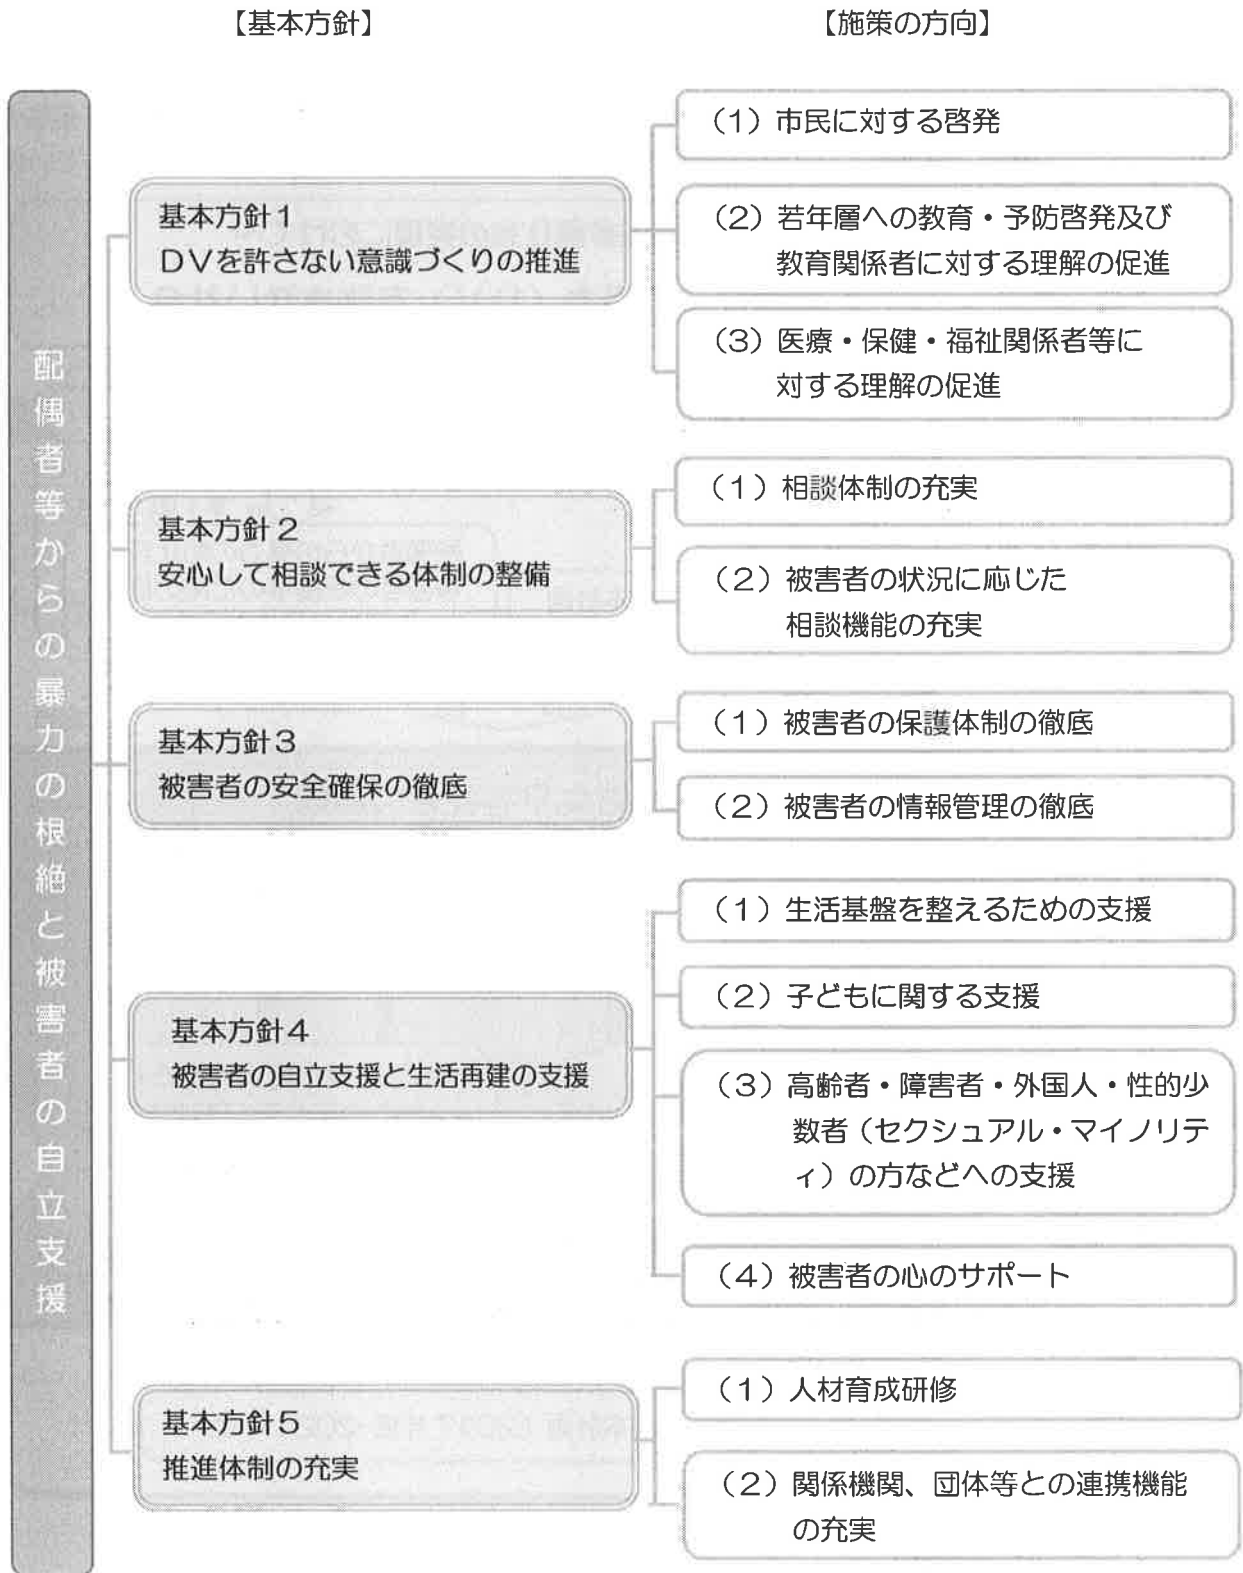 【基本方針】
【施策の方向】
配偶者等からの暴力の根絶と被害者の自立支援
基本方針1
DVを許さない意識づくりの推進
(1)市民に対する啓発
(2)若年層への教育・予防啓発及び
教育関係者に対する理解の促進
(3)医療・保健・福祉関係者等に
対する理解の促進
基本方針2
安心して相談できる体制の整備
(1)相談体制の充実
(2)被害者の状況に応じた
相談機能の充実
基本方針3
被害者の安全確保の徹底
(1)被害者の保護体制の徹底
(2)被害者の情報管理の徹底
基本方針4
被害者の自立支援と生活再建の支援
(1)生活基盤を整えるための支援
(2)子どもに関する支援
(3)高齢者・障害者・外国人・性的少
数者(セクシュアル・マイノリテ
ィ)の方などへの支援
(4)被害者の心のサポート
基本方針5
推進体制の充実
(1)人材育成研修
(2)関係機関、団体等との連携機能
の充実